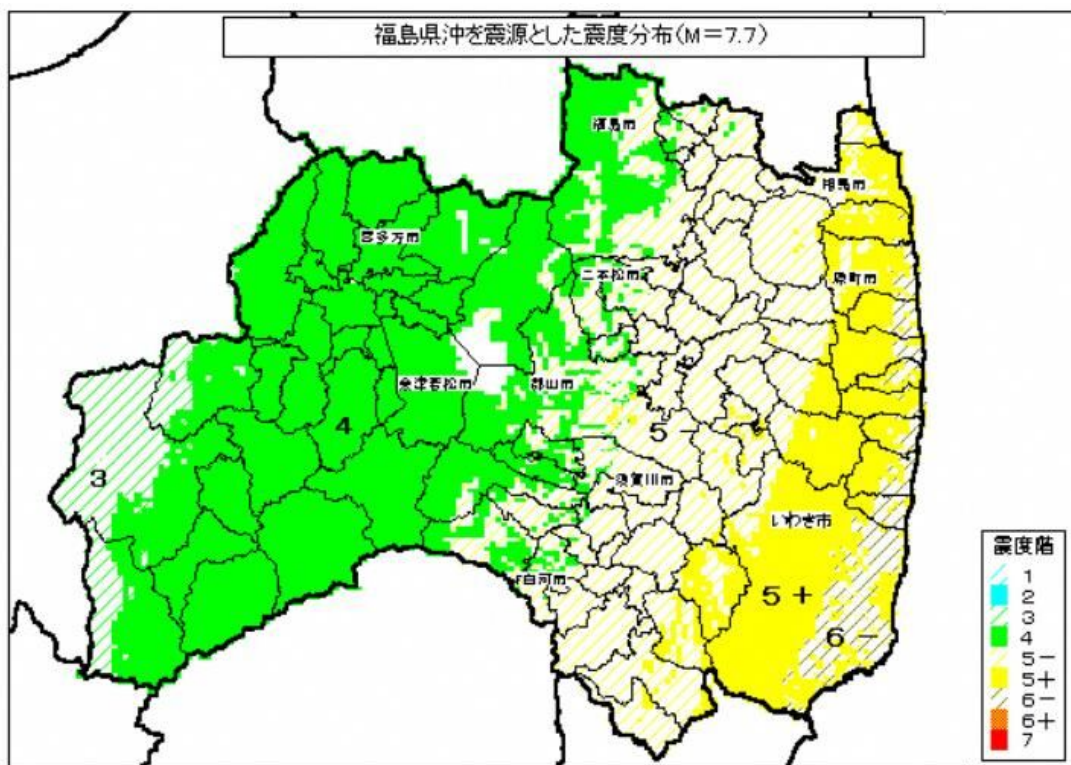 福島県沖を震源とした震度分布(M=7.7)
福島市
相馬市
喜多方市
二本松市
原町市
会津若松市
郡山市
4
5－
3
須賀川市
いわき市
白河市
5＋
6－
震度階
1
2
3
4
5－
5＋
6－
6＋
7